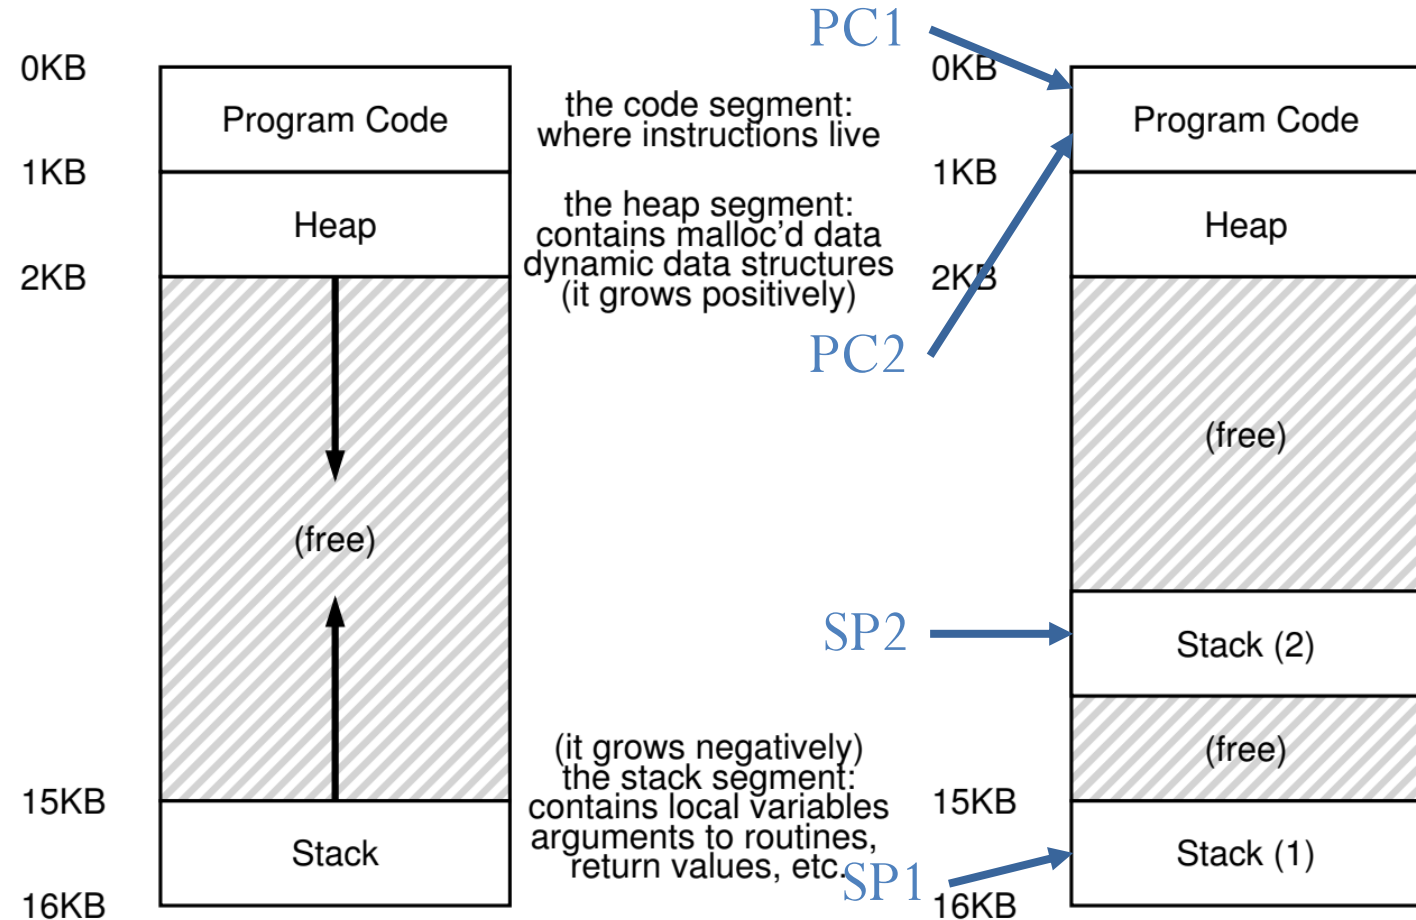 0KB
Program Code
1KB
Heap
2KB
(free)
15KB
Stack
16KB
the code segment:
where instructions live
the heap segment:
contains malloc'd data
dynamic data structures
(it grows positively)
(it grows negatively)
the stack segment:
contains local variables
arguments to routines,
return values, etc.
PC1
PC2
SP2
SP1
0KB
Program Code
1KB
Heap
2KB
(free)
Stack (2)
(free)
15KB
Stack (1)
16KB